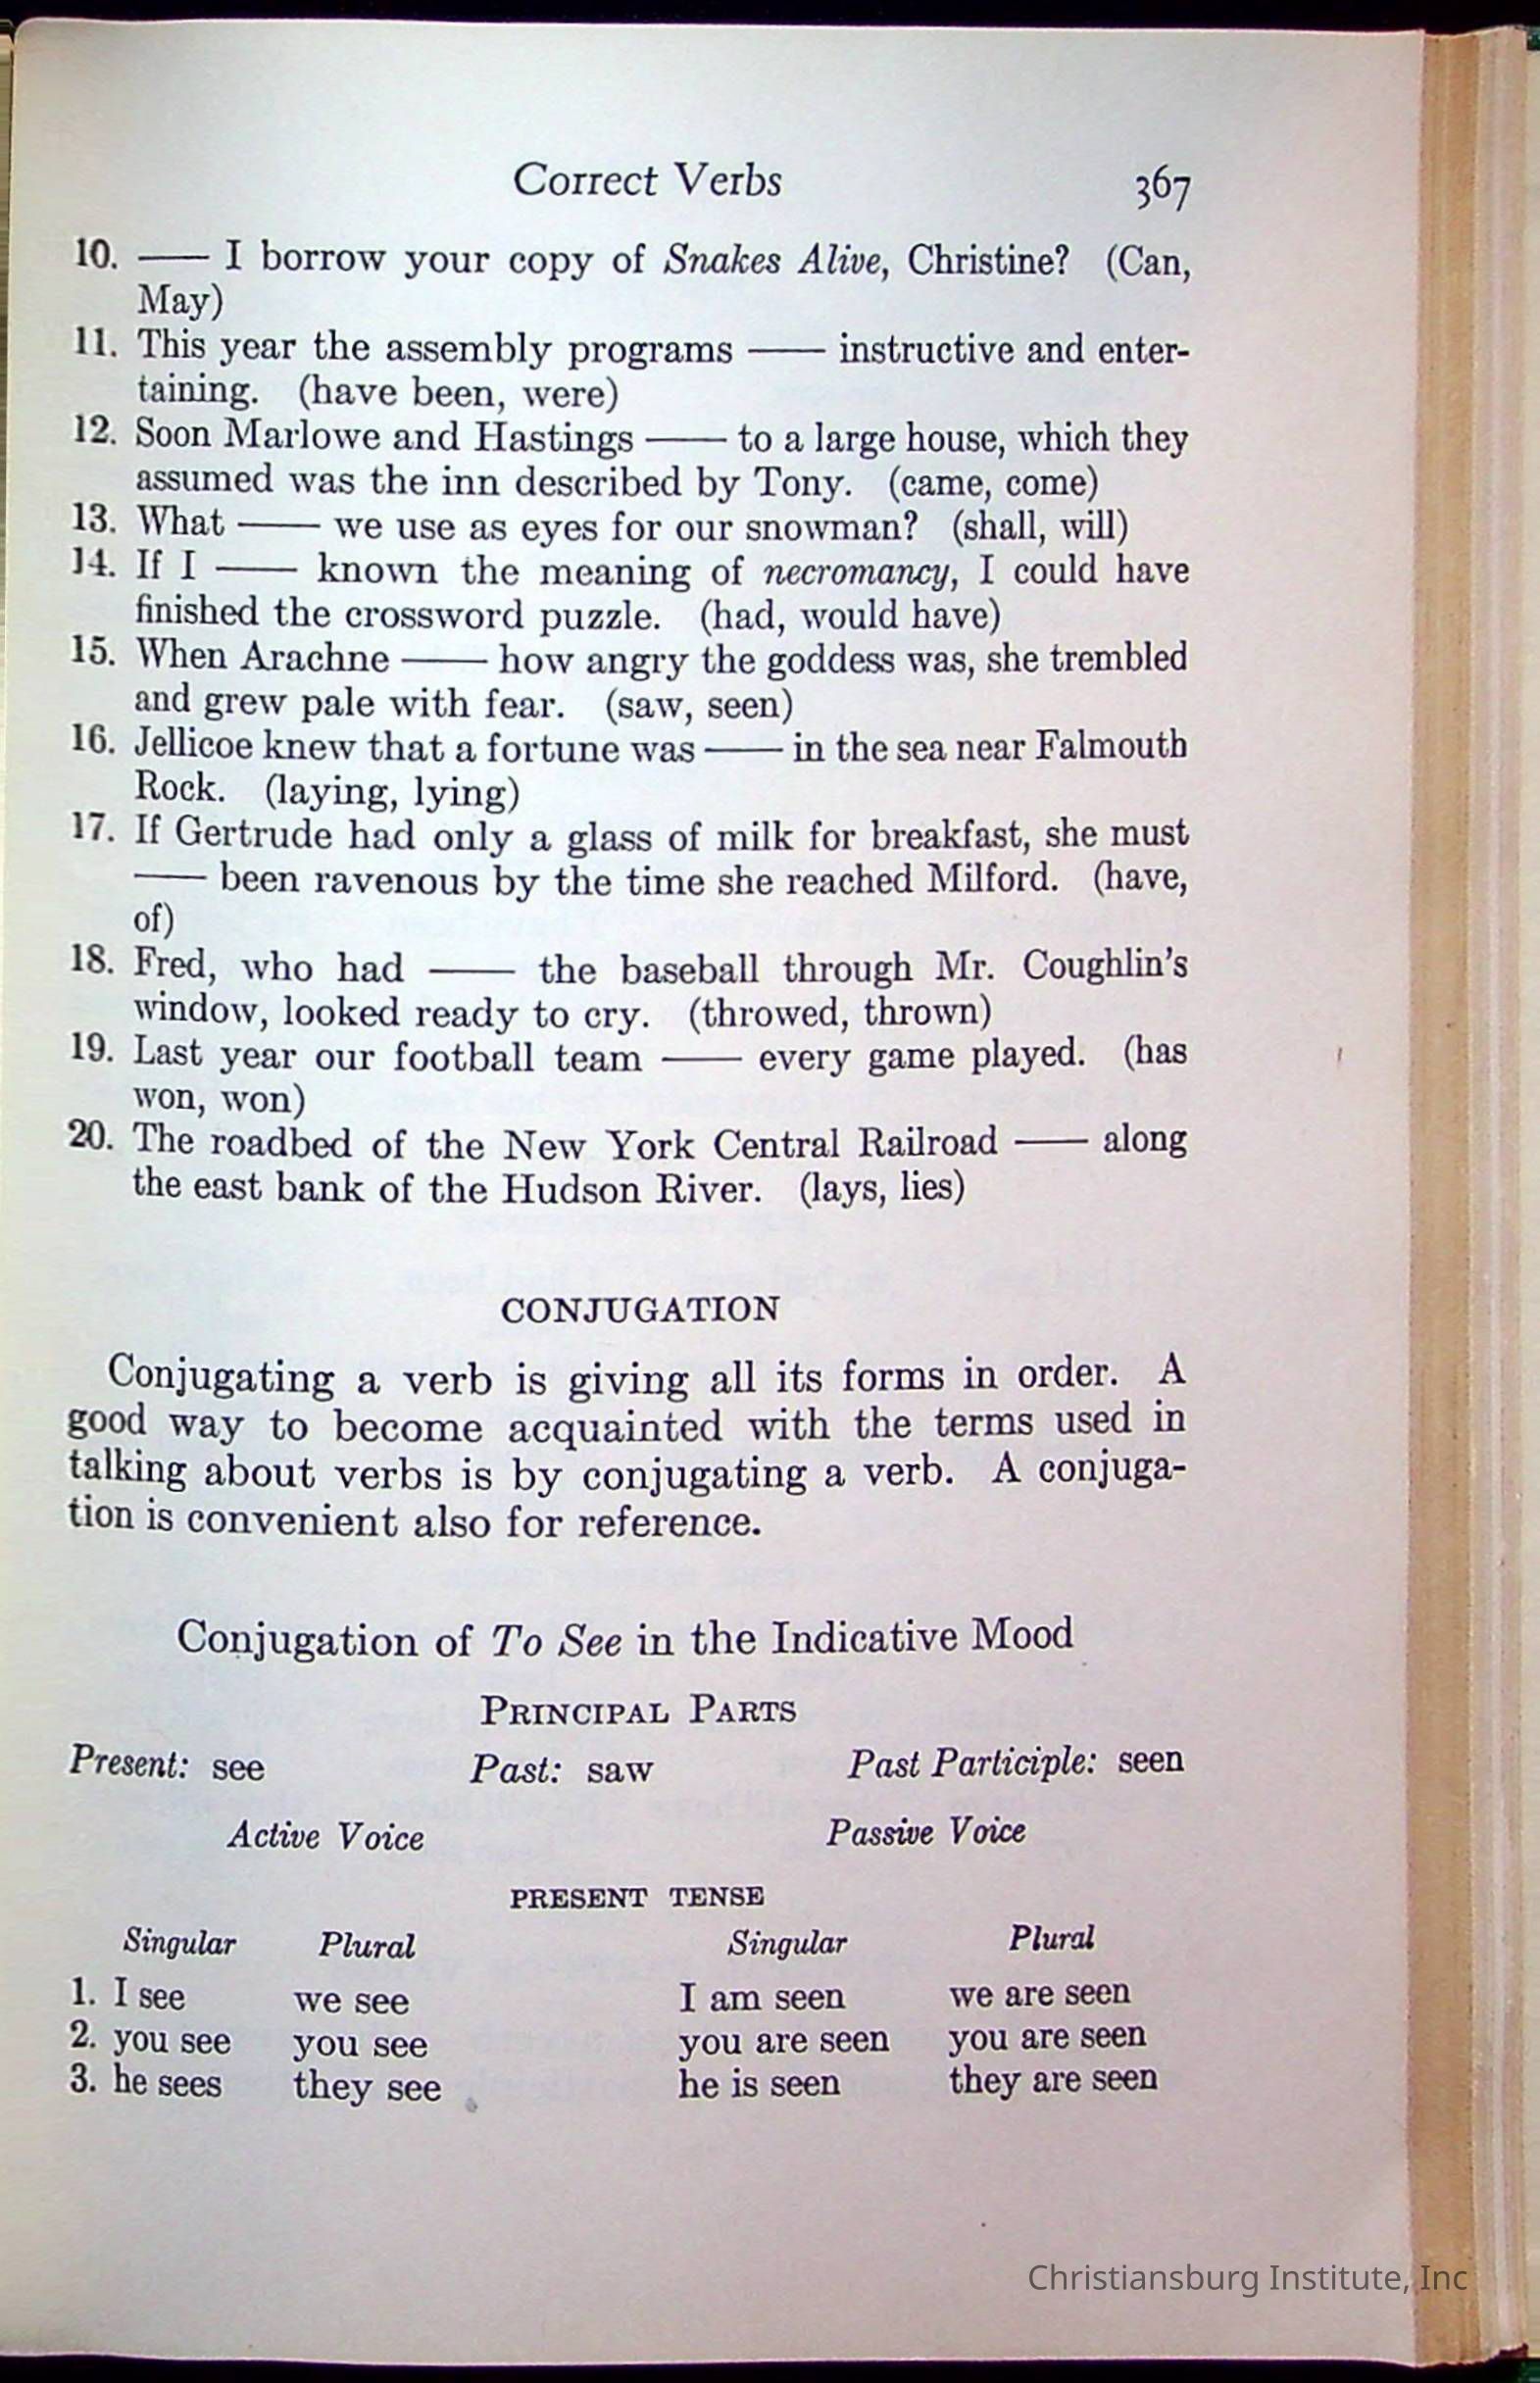 Correct Verbs 367
10. —— I borrow your copy of Snakes Alive, Christine? (Can,
May)
11. This year the assembly programs —— instructive and enter-
taining. (have been, were)
12. Soon Marlowe and Hastings —— to a large house, which they
assumed was the inn described by Tony. (came, come)
13. What —— we use as eyes for our snowman? (shall, will)
14. If I —— known the meaning of necromancy, I could have
finished the crossword puzzle. (had, would have)
15. When Arachne —— how angry the goddess was, she trembled
and grew pale with fear. (saw, seen)
16. Jellicoe knew that a fortune was —— in the sea near Falmouth
Rock. (laying, lying)
17. If Gertrude had only a glass of milk for breakfast, she must
—— been ravenous by the time she reached Milford. (have,
of)
18. Fred, who had —— the baseball through Mr. Coughlin's
window, looked ready to cry. (throwed, thrown)
19. Last year our football team —— every game played. (has
won, won)
20. The roadbed of the New York Central Railroad —— along
the east bank of the Hudson River. (lays, lies)
CONJUGATION
Conjugating a verb is giving all its forms in order. A
good way to become acquainted with the terms used in
talking about verbs is by conjugating a verb. A conjuga-
tion is convenient also for reference.
Conjugation of To See in the Indicative Mood
PRINCIPAL PARTS
Present: see Past: saw Past Participle: seen
Active Voice Passive Voice
PRESENT TENSE
Singular Plural Singular Plural
1. I see we see I am seen we are seen
2. you see you see you are seen you are seen
3. he sees they see he is seen they are seen
Christiansburg Institute, Inc